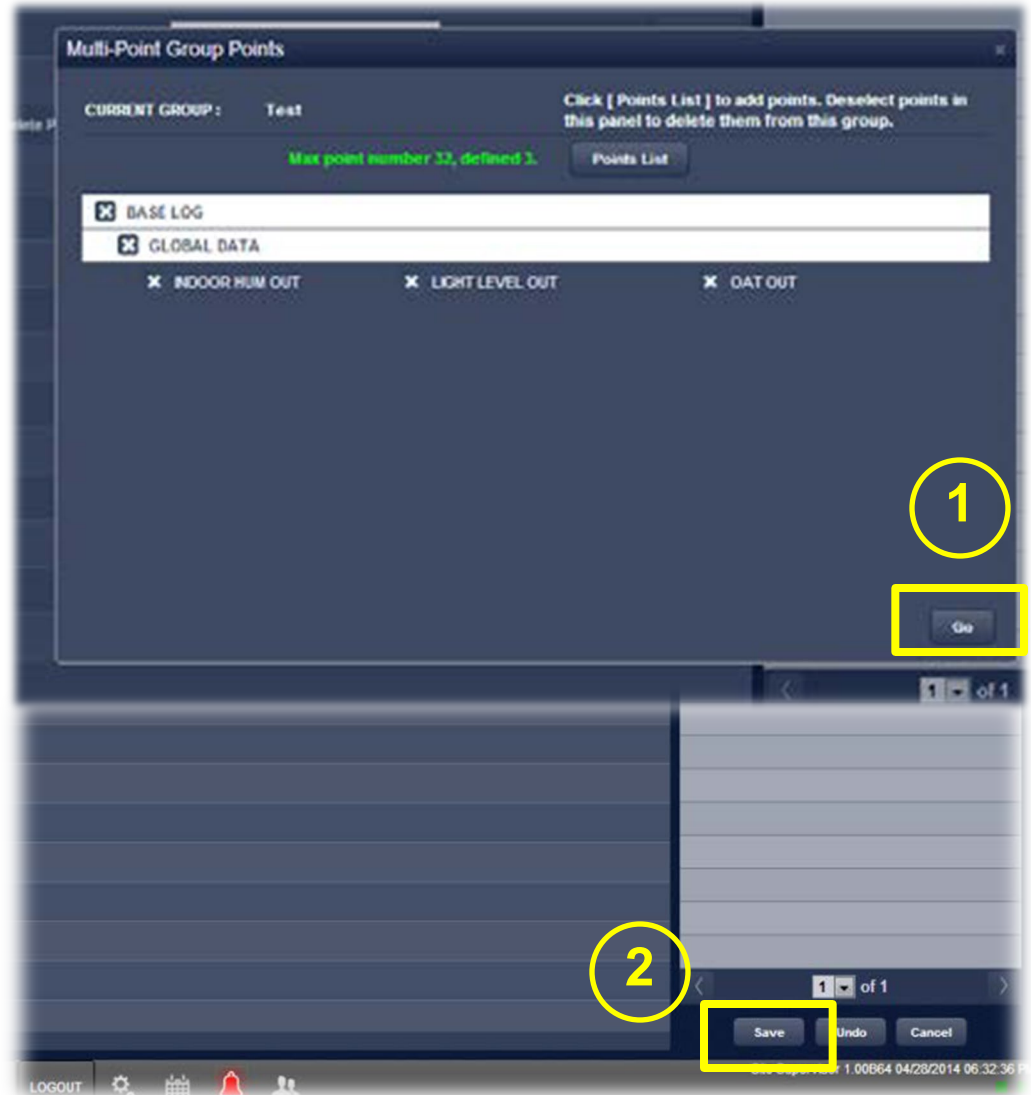 Multi-Point Group Points
CURRENT GROUP :
Test
Click [ Points List ] to add points. Deselect points in
this panel to delete them from this group.
Max point number 32, defined 3.
Points List
BASE LOG
GLOBAL DATA
INDOOR HUM OUT
LIGHT LEVEL OUT
OAT OUT
1
Go
1 of 1
2
1 of 1
Save
Undo
Cancel
LOGOUT
1.00B64 04/28/2014 06:32:36